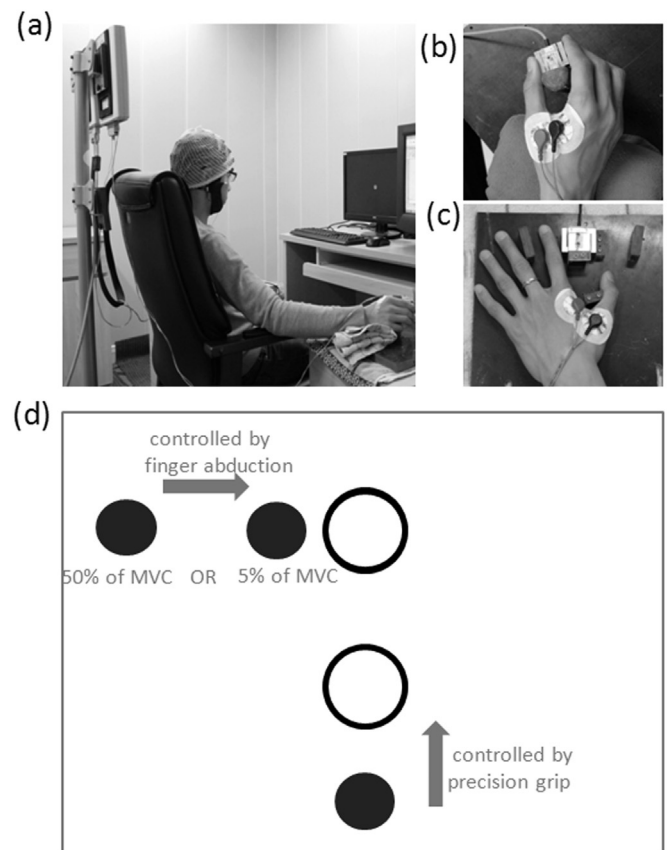 (a)
(b)
(c)
(d)
controlled by
finger abduction
50% of MVC OR 5% of MVC
controlled by
precision grip